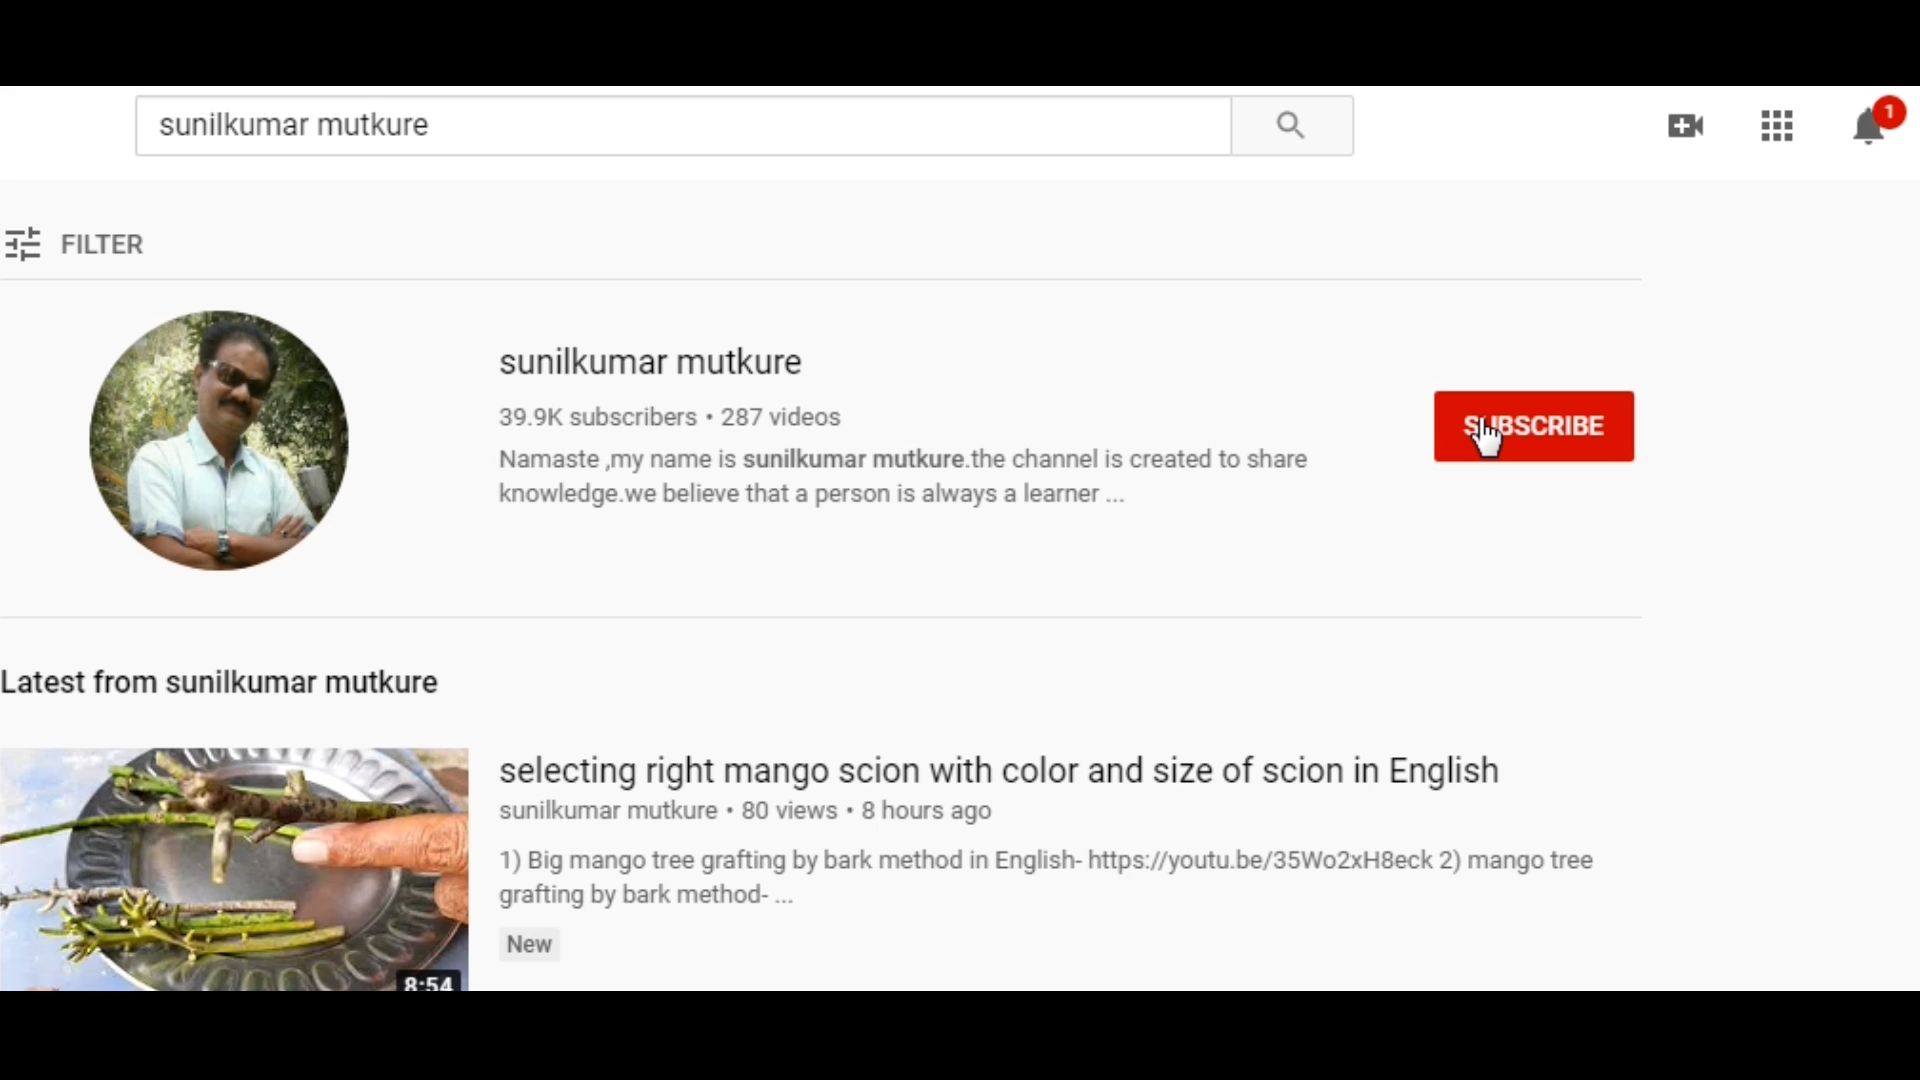 sunilkumar mutkure
1
FILTER
sunilkumar mutkure
39.9K subscribers • 287 videos
SUBSCRIBE
Namaste ,my name is sunilkumar mutkure.the channel is created to share
knowledge.we believe that a person is always a learner ...
Latest from sunilkumar mutkure
selecting right mango scion with color and size of scion in English
sunilkumar mutkure • 80 views • 8 hours ago
1) Big mango tree grafting by bark method in English- https://youtu.be/35Wo2xH8eck 2) mango tree
grafting by bark method- ...
New
8:54